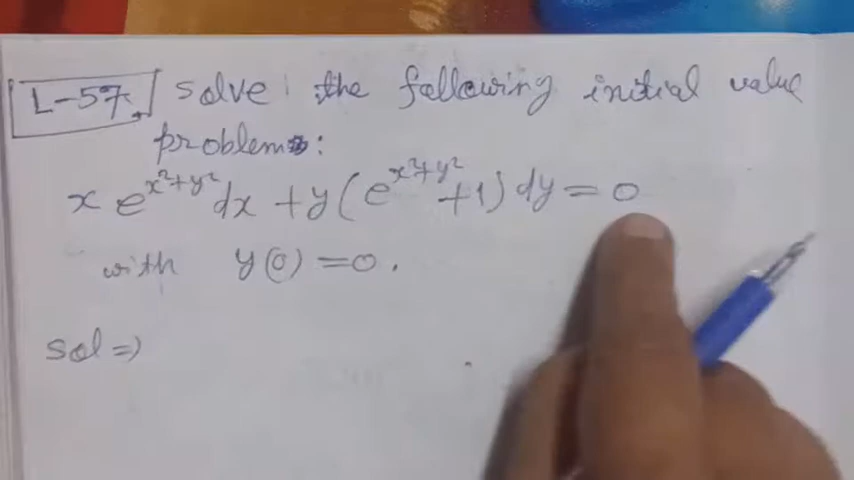 L-57. solve the following initial value
problem:
x e^{x²+y²} dx + y(e^{x²+y²} + 1) dy = 0
with y(0) = 0.
Sol ⇒)